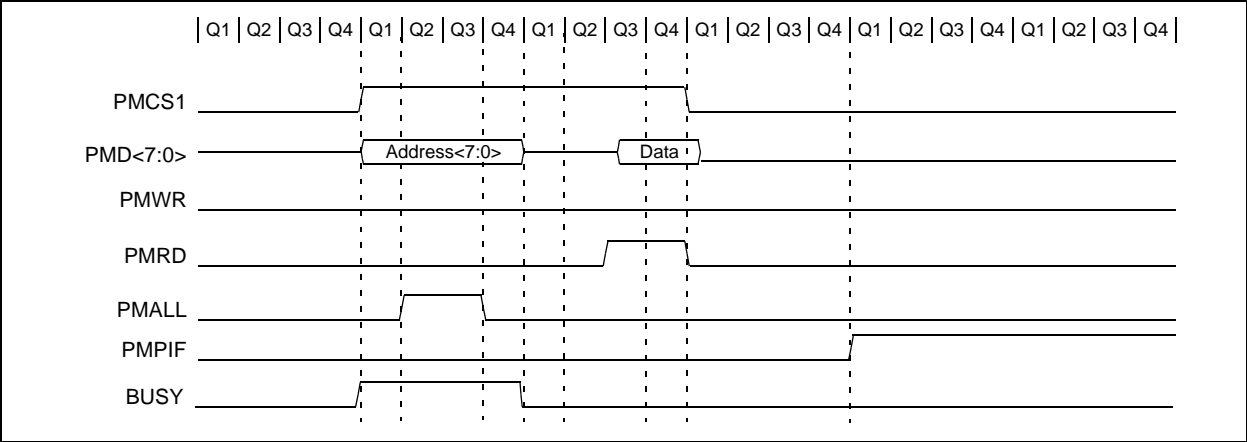 Q1 Q2 Q3 Q4 Q1 Q2 Q3 Q4 Q1 Q2 Q3 Q4 Q1 Q2 Q3 Q4 Q1 Q2 Q3 Q4 Q1 Q2 Q3 Q4
PMCS1
PMD<7:0> Address<7:0> Data
PMWR
PMRD
PMALL
PMPIF
BUSY